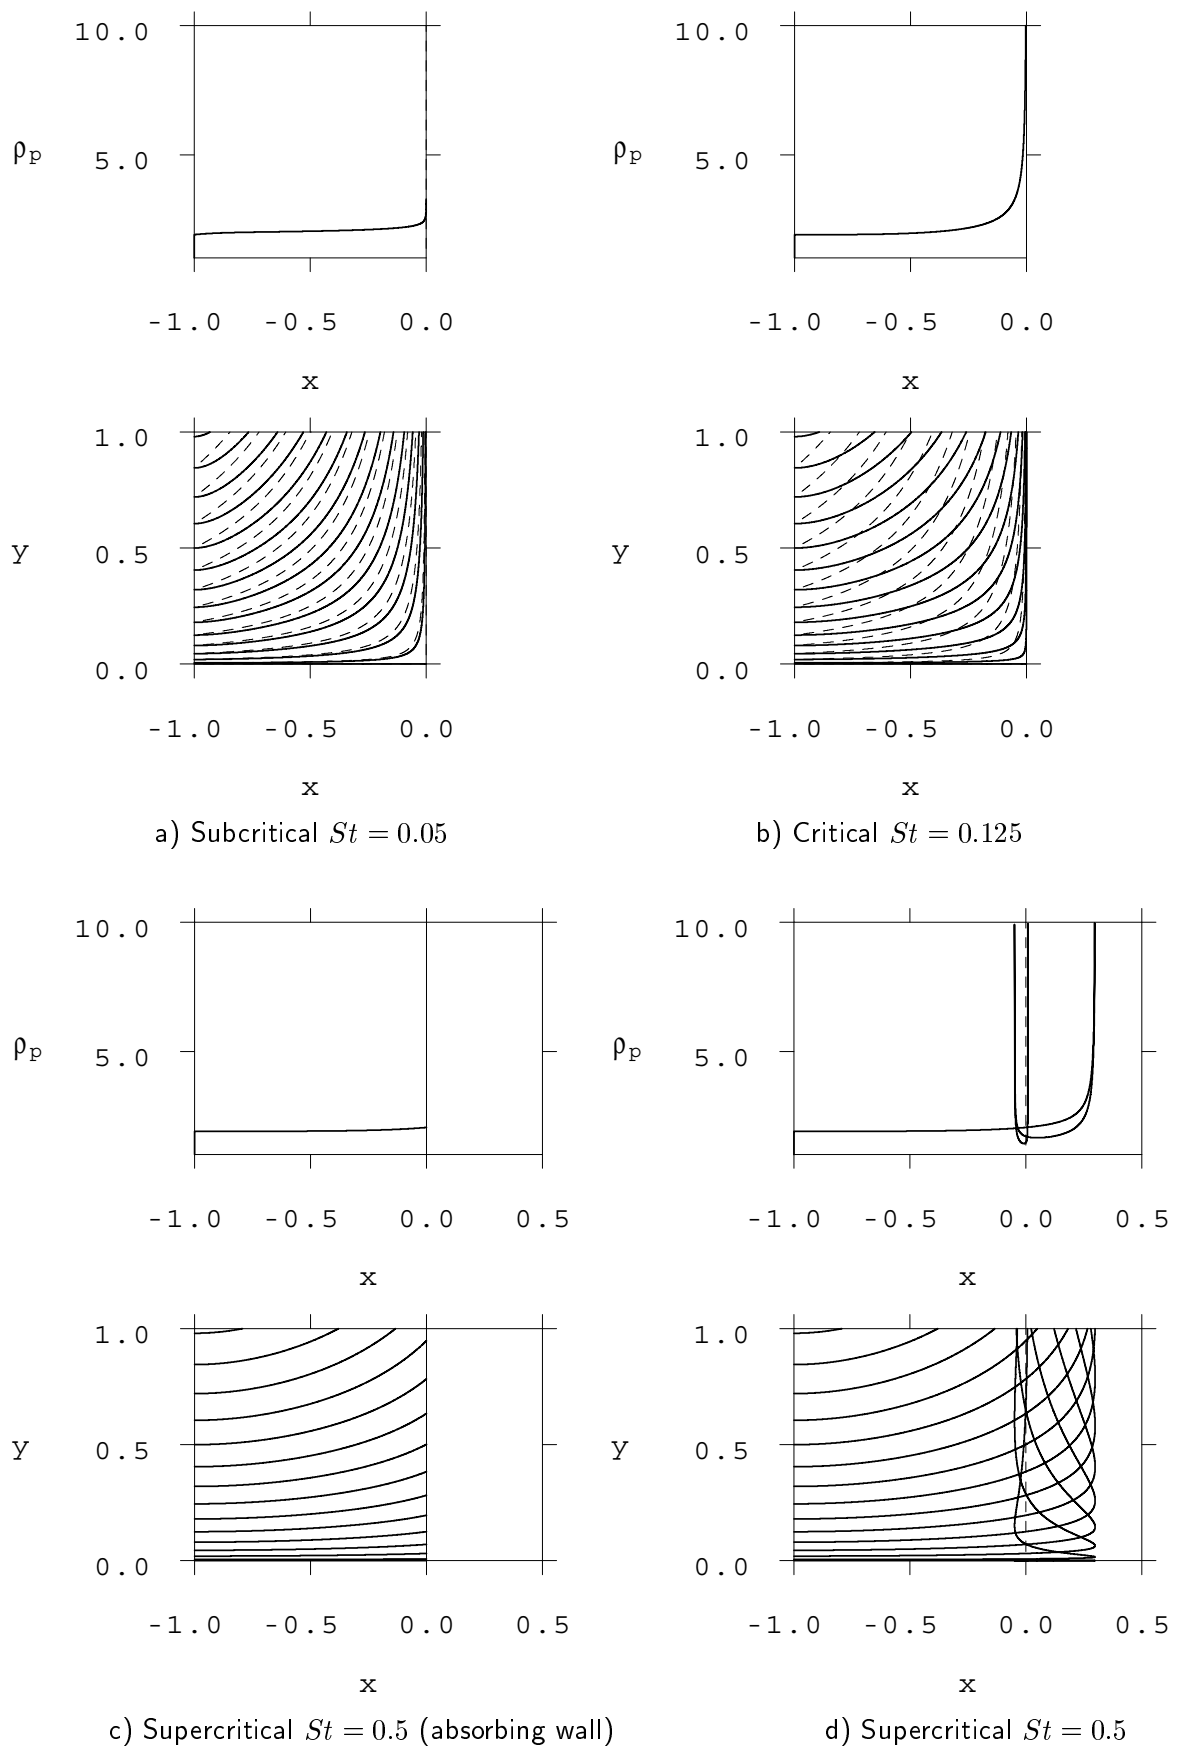 10.0 10.0
ρp 5.0 ρp 5.0
-1.0 -0.5 0.0 -1.0 -0.5 0.0
x x
1.0 1.0
y 0.5 y 0.5
0.0 0.0
-1.0 -0.5 0.0 -1.0 -0.5 0.0
x x
a) Subcritical St = 0.05 b) Critical St = 0.125
10.0 10.0
ρp 5.0 ρp 5.0
-1.0 -0.5 0.0 0.5 -1.0 -0.5 0.0 0.5
x x
1.0 1.0
y 0.5 y 0.5
0.0 0.0
-1.0 -0.5 0.0 0.5 -1.0 -0.5 0.0 0.5
x x
c) Supercritical St = 0.5 (absorbing wall) d) Supercritical St = 0.5